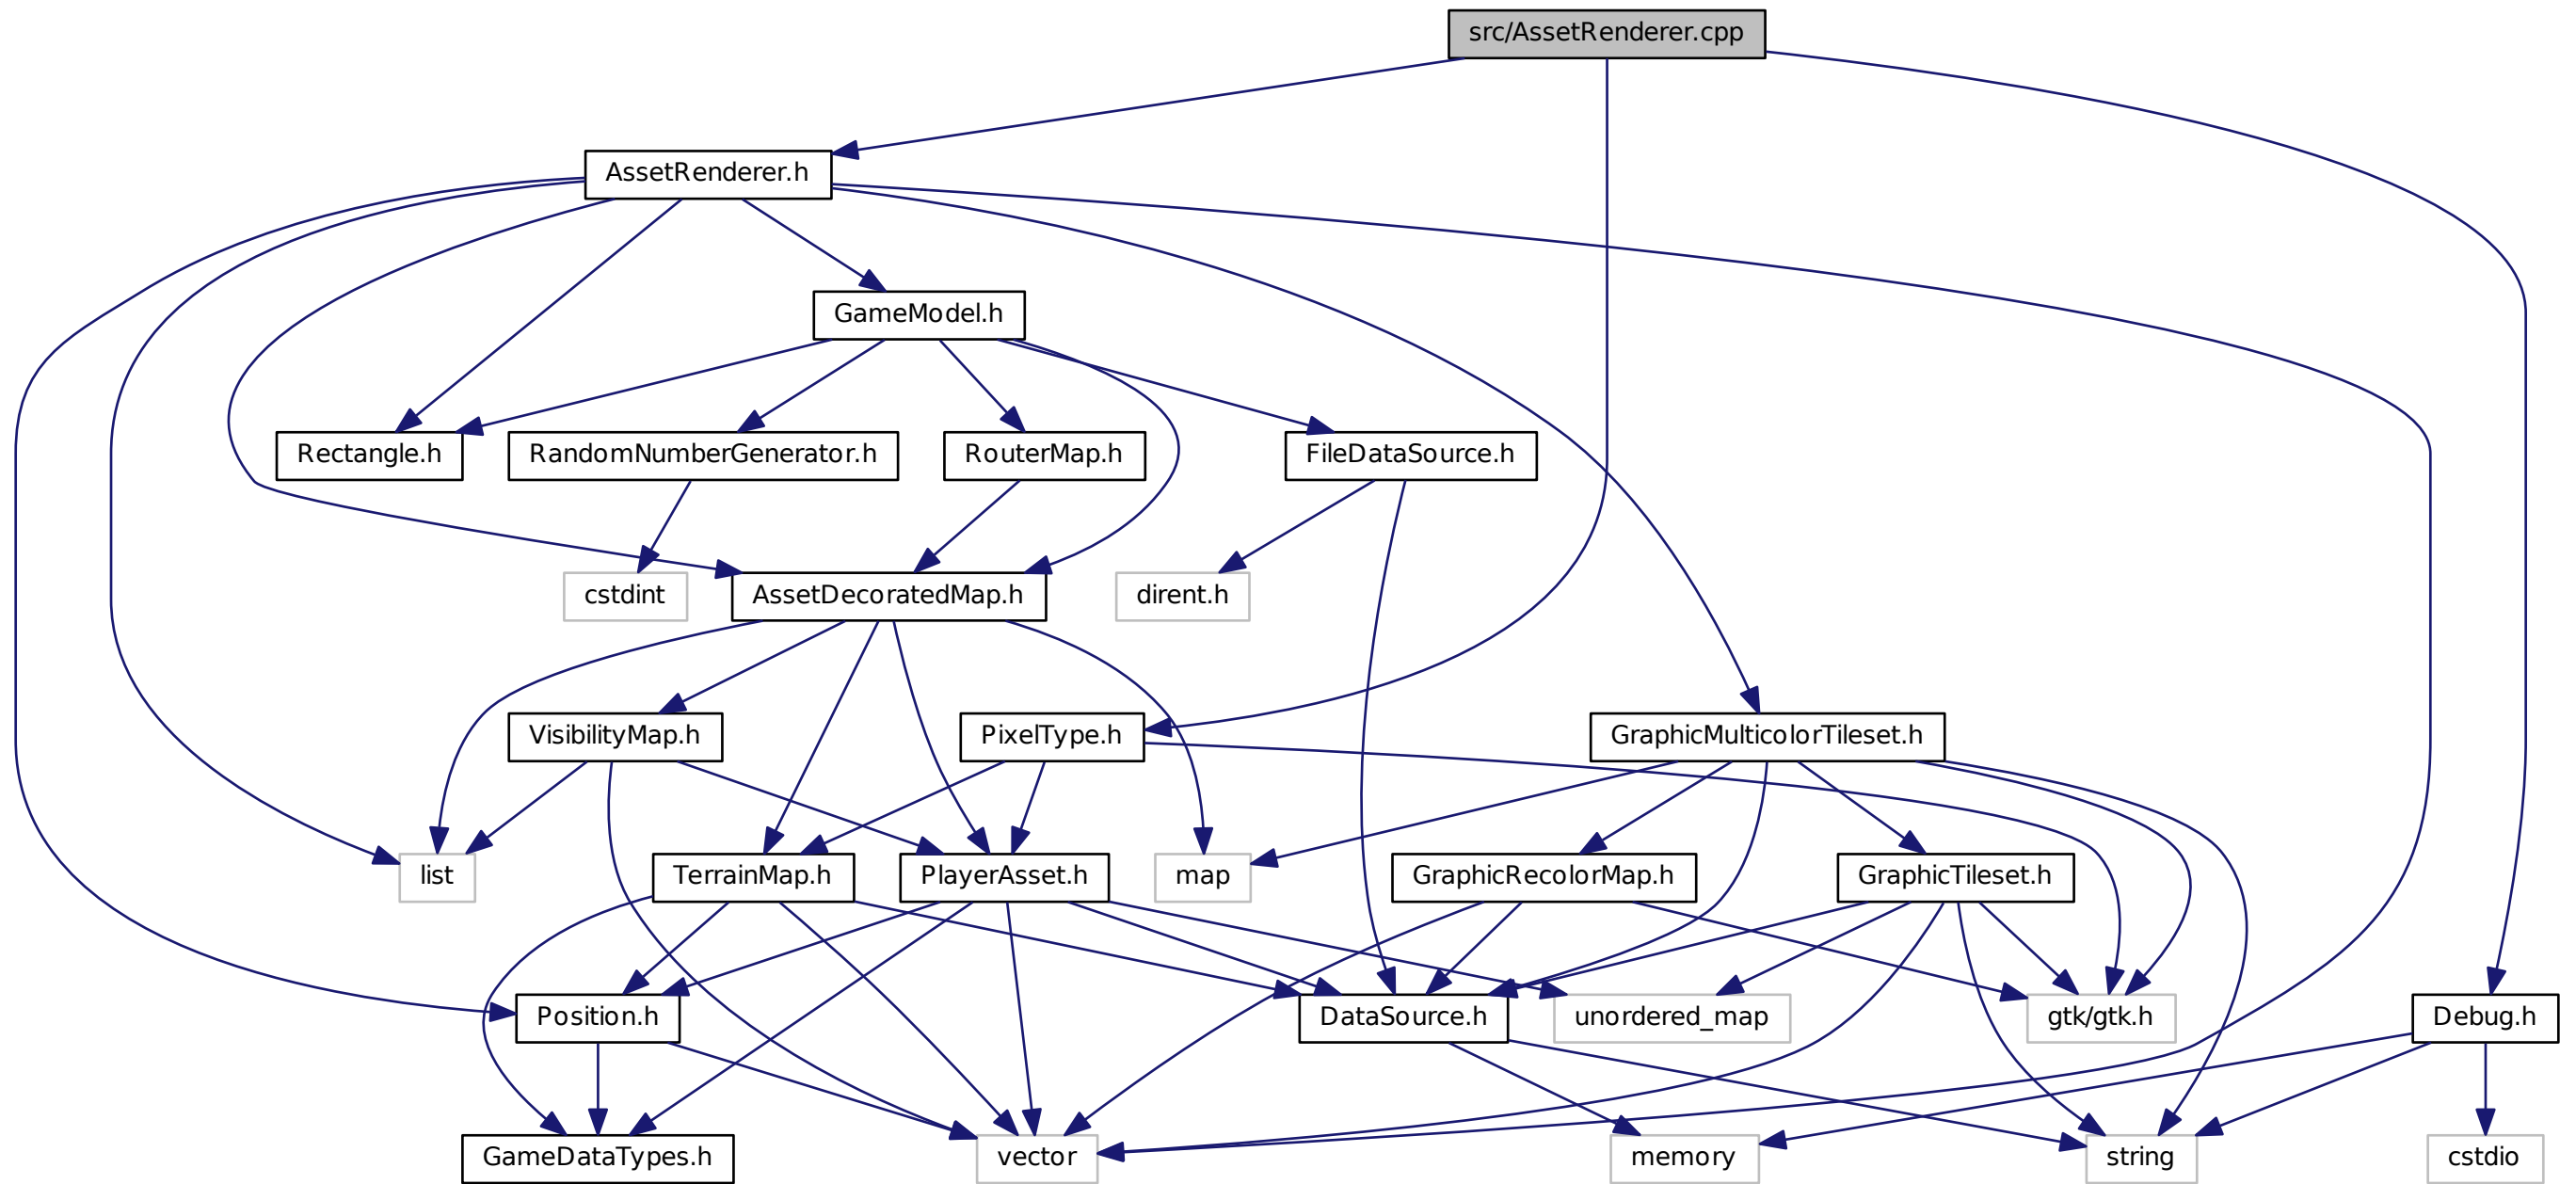 src/AssetRenderer.cpp
AssetRenderer.h
GameModel.h
Rectangle.h
RandomNumberGenerator.h
RouterMap.h
FileDataSource.h
cstdint
AssetDecoratedMap.h
dirent.h
VisibilityMap.h
PixelType.h
GraphicMulticolorTileset.h
list
TerrainMap.h
PlayerAsset.h
map
GraphicRecolorMap.h
GraphicTileset.h
Position.h
DataSource.h
unordered_map
gtk/gtk.h
Debug.h
GameDataTypes.h
vector
memory
string
cstdio